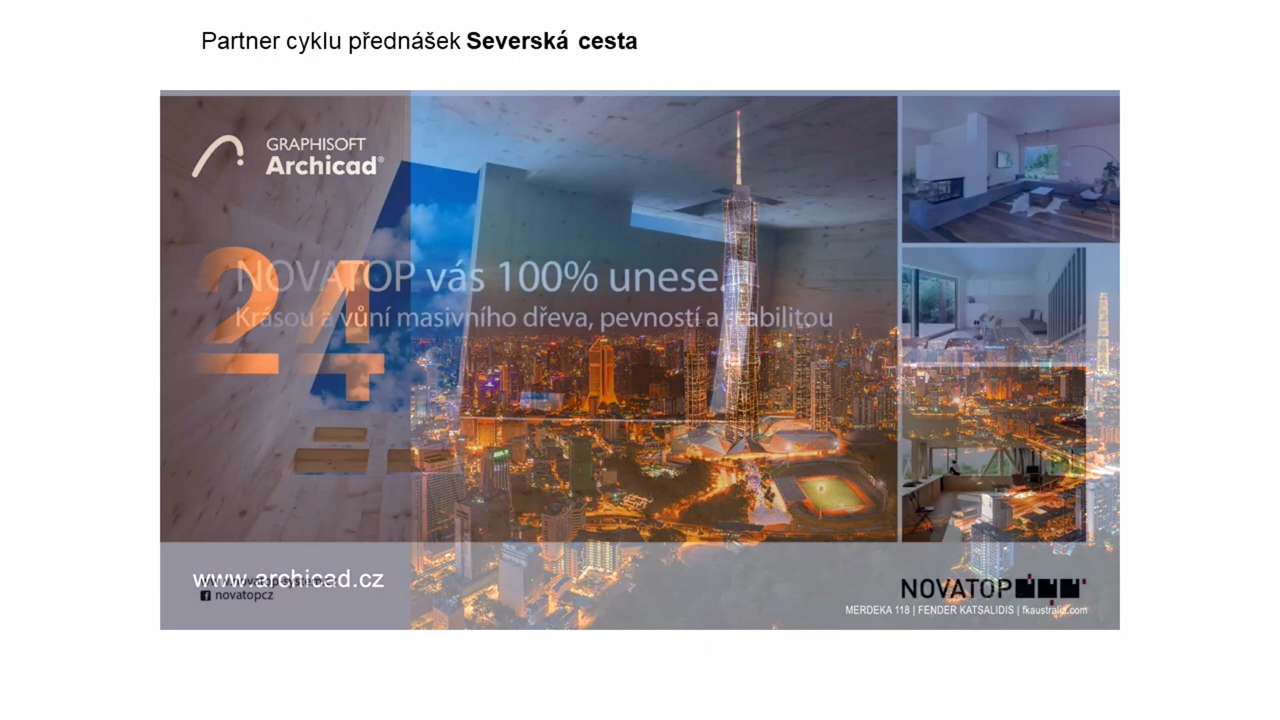 Partner cyklu přednášek Severská cesta
GRAPHISOFT
Archicad®
24
NOVATOP vás 100% unese.
Krásou a vůní masivního dřeva, pevností a stabilitou
www.archicad.cz
novatopcz
NOVATOP
MERDEKA 118 | FENDER KATSALIDIS | fkaustralia.com